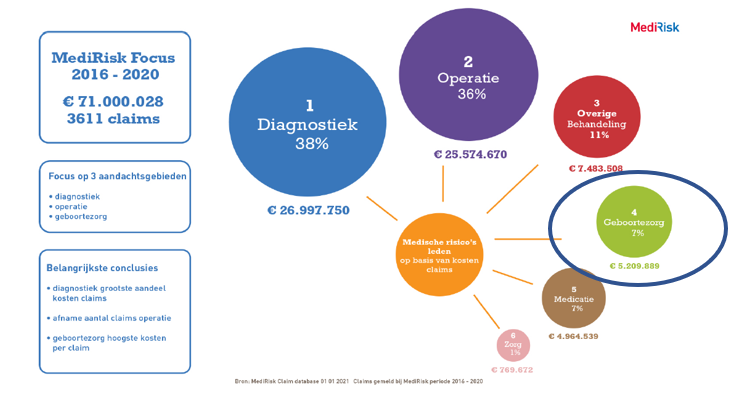 MediRisk
MediRisk Focus
2016 - 2020
€ 71.000.028
3611 claims
Focus op 3 aandachtsgebieden
• diagnostiek
• operatie
• geboortezorg
Belangrijkste conclusies
• diagnostiek grootste aandeel
kosten claims
• afname aantal claims operatie
• geboortezorg hoogste kosten
per claim
1
Diagnostiek
38%
€ 26.997.750
2
Operatie
36%
€ 25.574.670
3
Overige
Behandeling
11%
€ 7.483.508
4
Geboortezorg
7%
€ 5.209.889
5
Medicatie
7%
€ 4.964.539
6
Zorg
1%
€ 769.672
Medische risico's
leden
op basis van kosten
claims
Bron: MediRisk Claim database 01 01 2021 Claims gemeld bij MediRisk periode 2016 - 2020